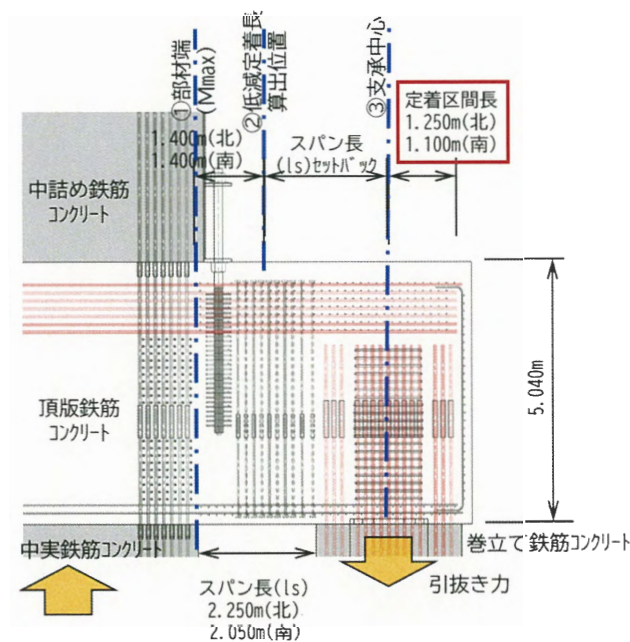 ①部材端
(Mmax)
②低減定着長
算出位置
③支承中心
定着区間長
1.250m(北)
1.100m(南)
1.400m(北)
1.400m(南)
スパン長
(ls)セットバック
中詰め鉄筋
コンクリート
頂版鉄筋
コンクリート
5.040m
中実鉄筋コンクリート
巻立て鉄筋コンクリート
スパン長(ls)
2.250m(北)
2.050m(南)
引抜き力